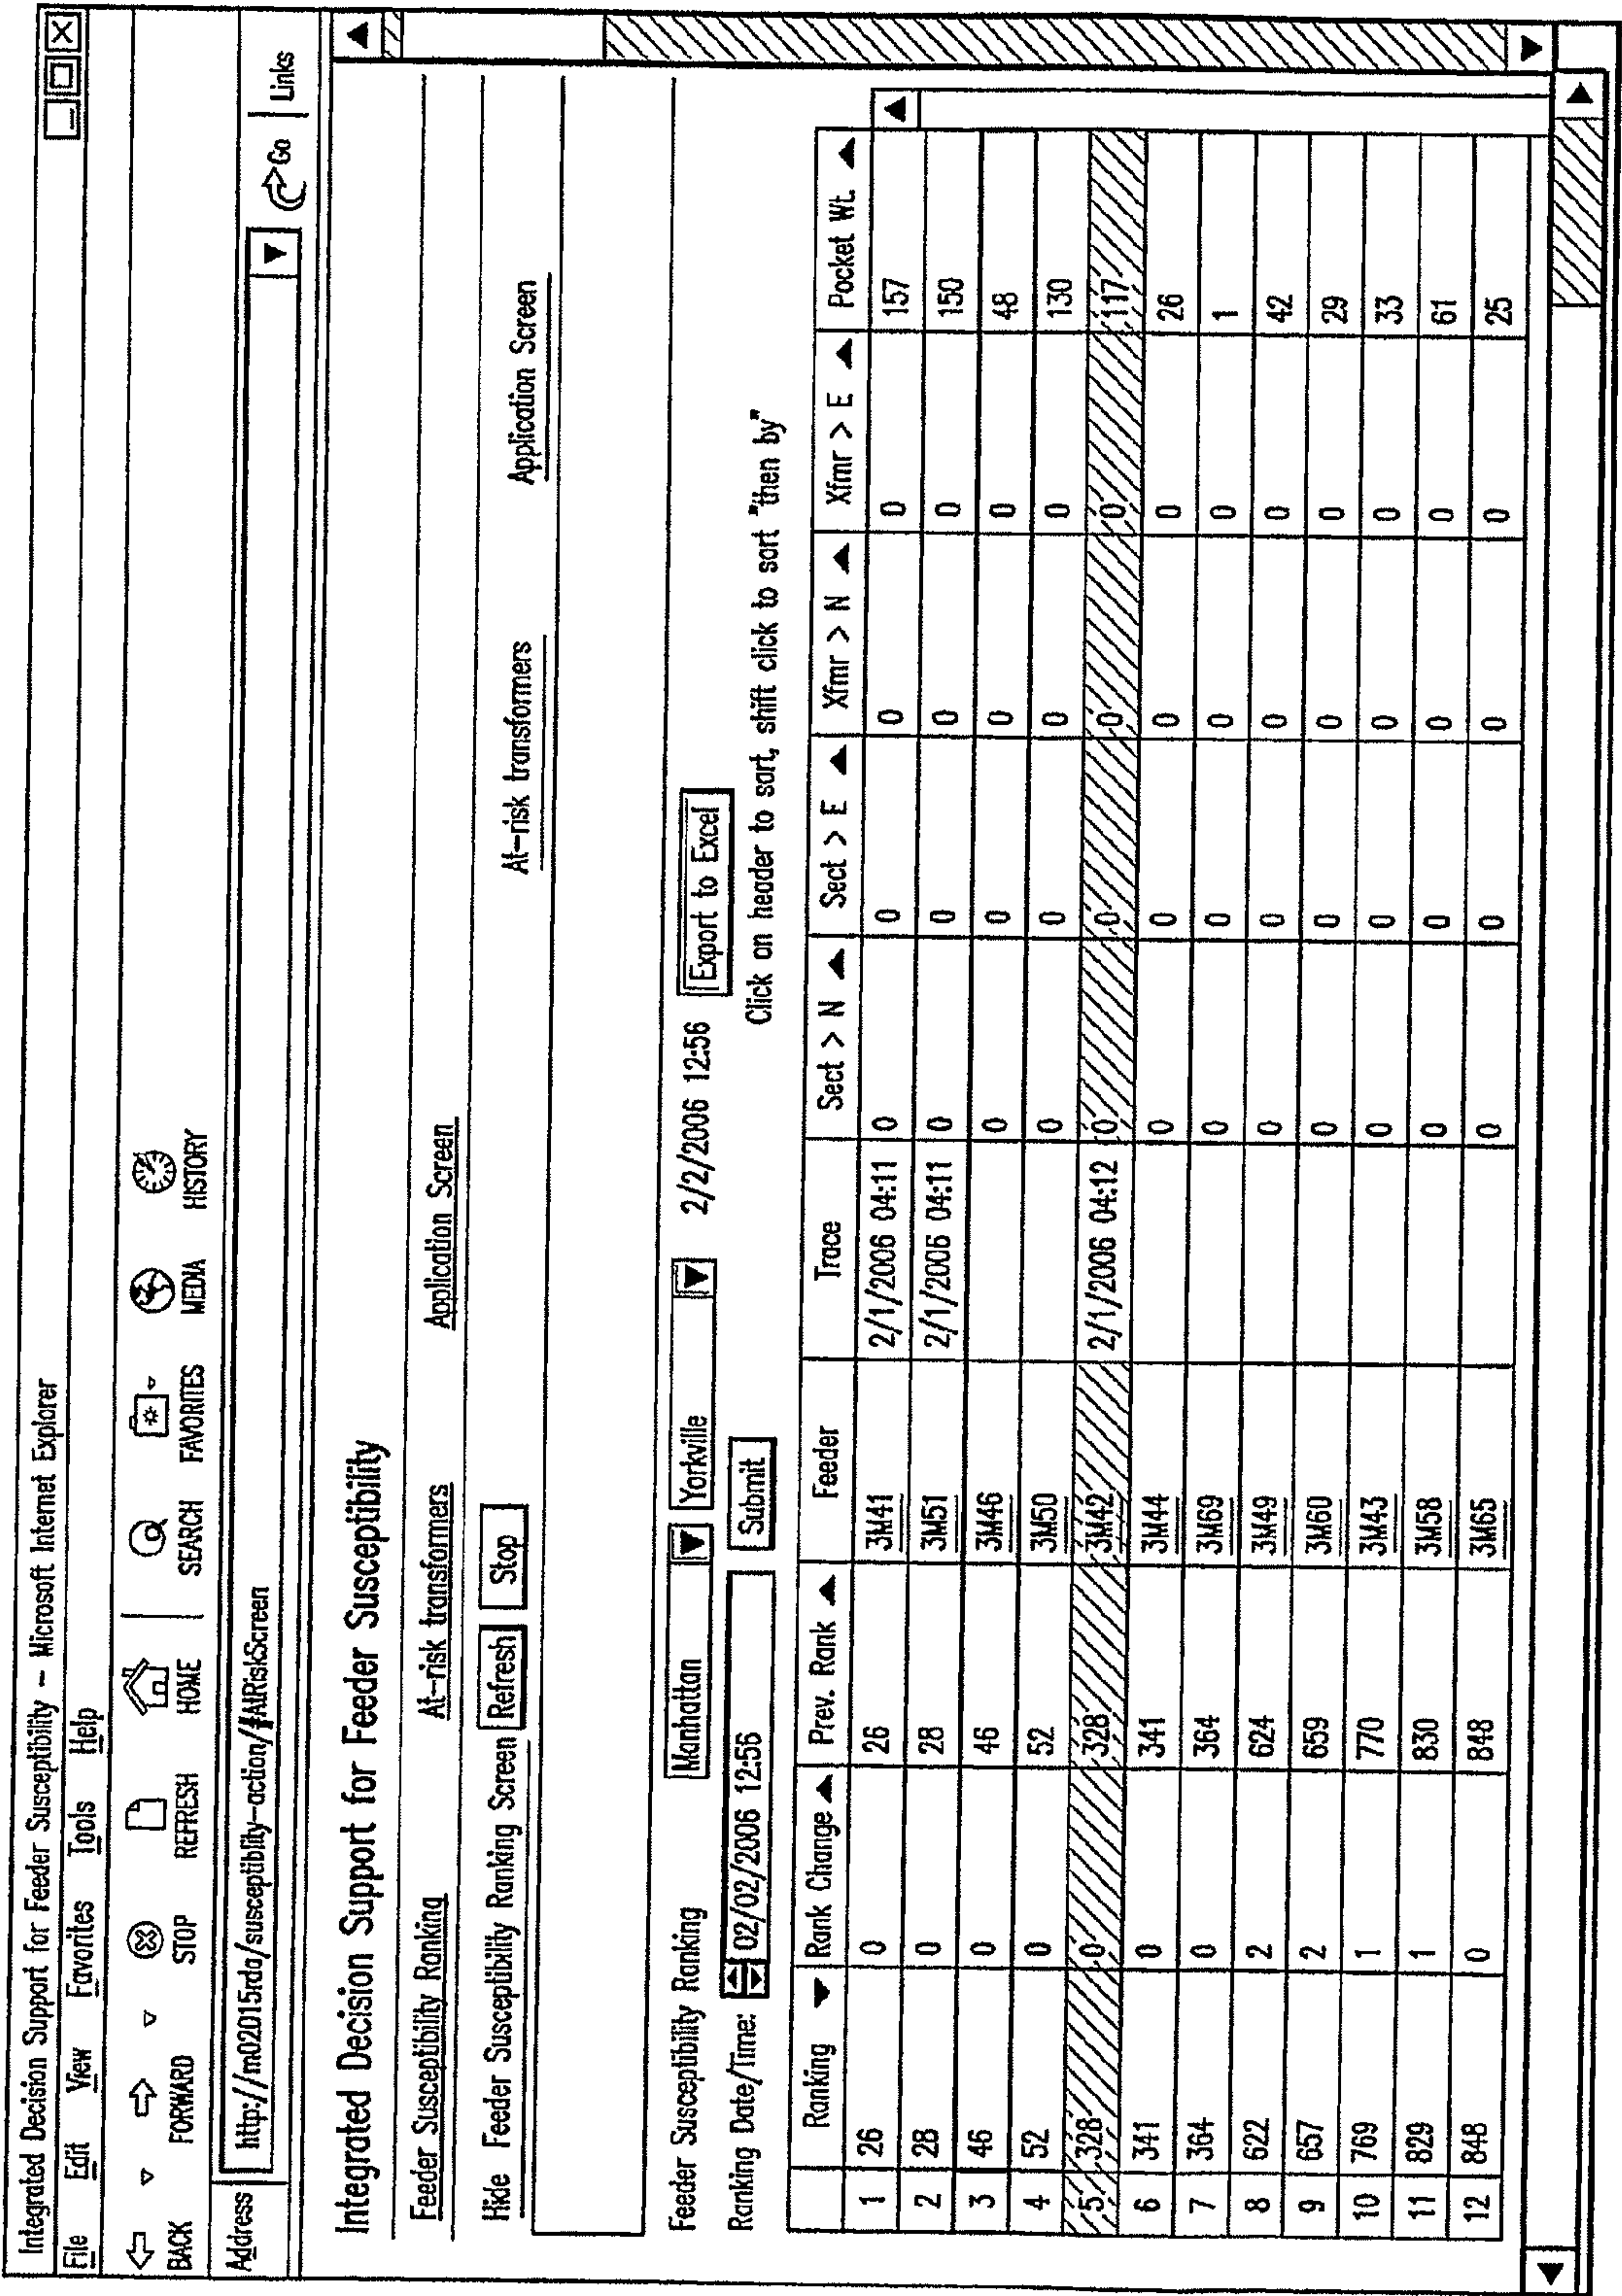 Integrated Decision Support for Feeder Susceptibility – Microsoft Internet Explorer
File Edit View Favorites Tools Help
BACK FORWARD STOP REFRESH HOME SEARCH FAVORITES MEDIA HISTORY
Address http://m02015rda/susceptiblity-action/#AtRiskScreen Go Links
Integrated Decision Support for Feeder Susceptibility
Feeder Susceptibility Ranking At-risk transformers Application Screen
Hide Feeder Susceptibility Ranking Screen Refresh Stop At-risk transformers Application Screen
Feeder Susceptibility Ranking Manhattan Yorkville 2/2/2006 12:56 Export to Excel
Ranking Date/Time: 02/02/2006 12:56 Submit
Click on header to sort, shift click to sort "then by"
Ranking Rank Change Prev. Rank Feeder Trace Sect > N Sect > E Xfmr > N Xfmr > E Pocket Wt.
1 26 0 26 3M41 2/1/2006 04:11 0 0 0 0 157
2 28 0 28 3M51 2/1/2006 04:11 0 0 0 0 150
3 46 0 46 3M46 0 0 0 0 48
4 52 0 52 3M50 0 0 0 0 130
5 328 0 328 3M42 2/1/2006 04:12 0 0 0 0 117
6 341 0 341 3M44 0 0 0 0 26
7 364 0 364 3M69 0 0 0 0 1
8 622 2 624 3M49 0 0 0 0 42
9 657 2 659 3M60 0 0 0 0 29
10 769 1 770 3M43 0 0 0 0 33
11 829 1 830 3M58 0 0 0 0 61
12 848 0 848 3M65 0 0 0 0 25